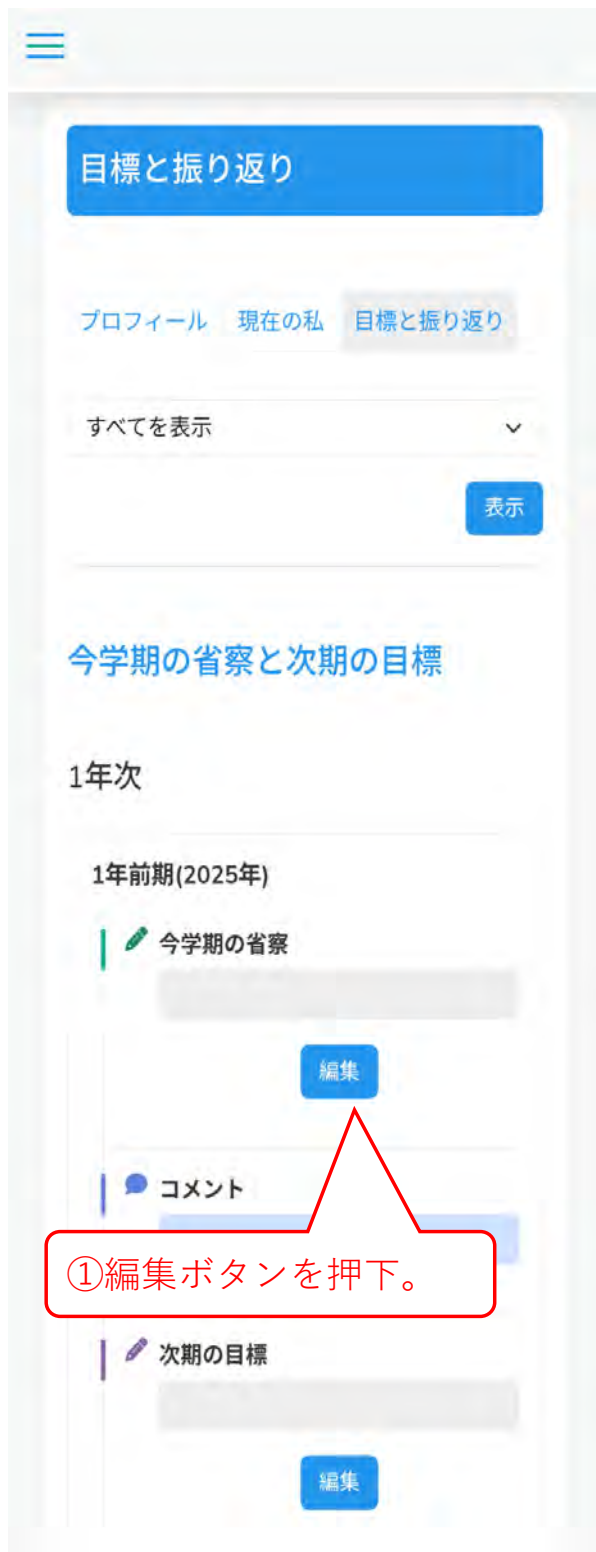 目標と振り返り
プロフィール 現在の私 目標と振り返り
すべてを表示
表示
今学期の省察と次期の目標
1年次
1年前期(2025年)
今学期の省察
編集
コメント
①編集ボタンを押下。
次期の目標
編集